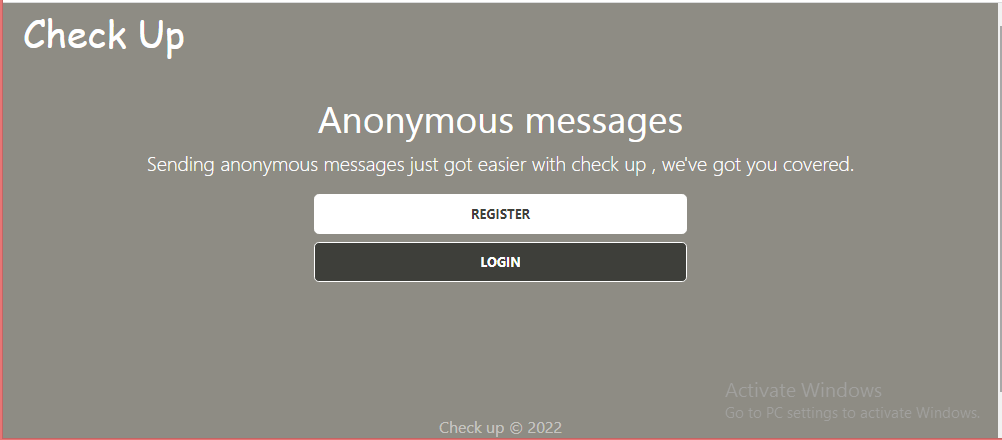 Check Up
Anonymous messages
Sending anonymous messages just got easier with check up , we've got you covered.
REGISTER
LOGIN
Activate Windows
Go to PC settings to activate Windows.
Check up © 2022